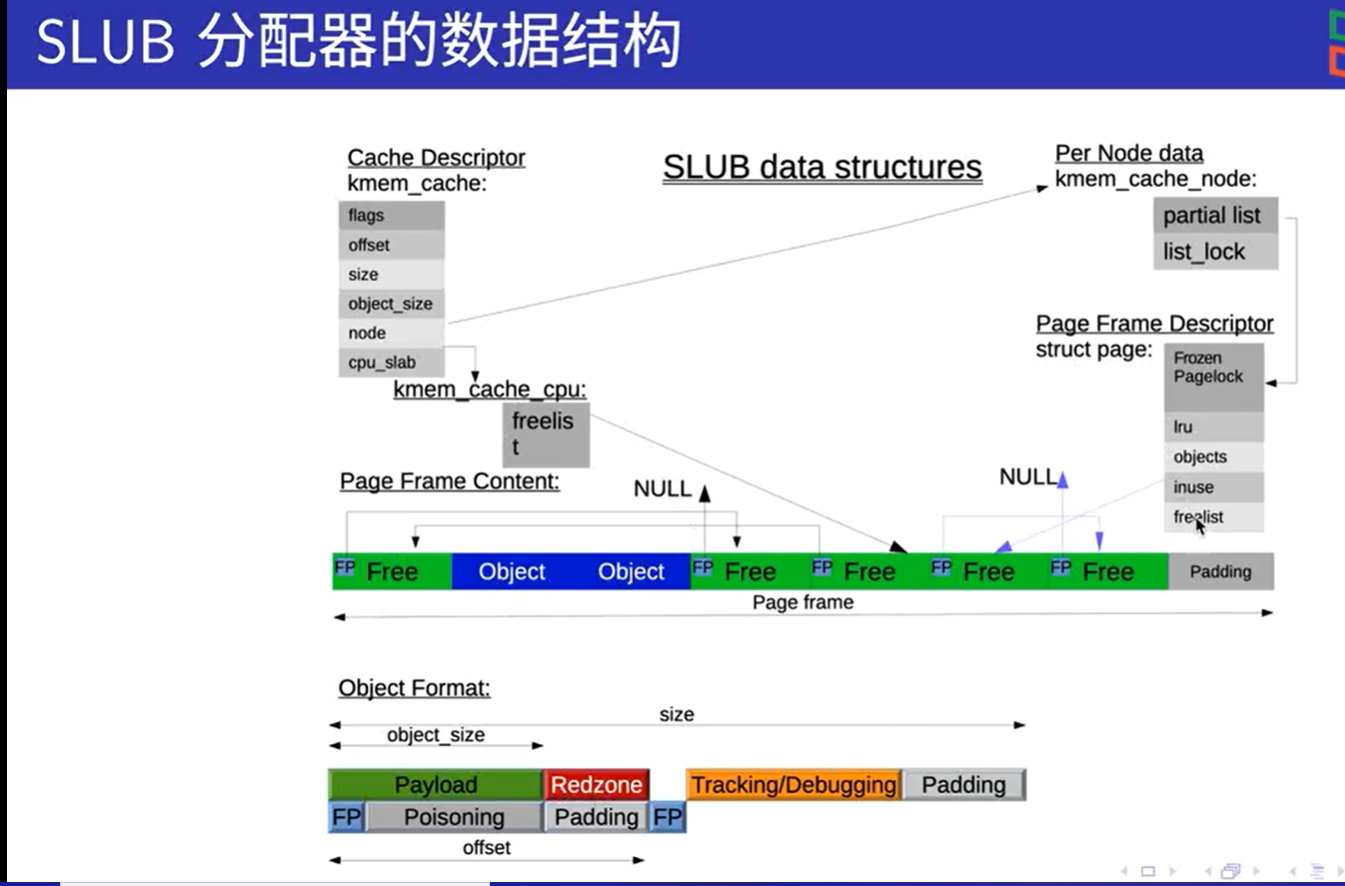 SLUB 分配器的数据结构
SLUB data structures
Cache Descriptor
kmem_cache:
flags
offset
size
object_size
node
cpu_slab
kmem_cache_cpu:
freelis
t
Per Node data
kmem_cache_node:
partial list
list_lock
Page Frame Descriptor
struct page:
Frozen
Pagelock
lru
objects
inuse
freelist
Page Frame Content:
NULL
NULL
FP Free Object Object FP Free FP Free FP Free FP Free Padding
Page frame
Object Format:
size
object_size
Payload Redzone Tracking/Debugging Padding
FP Poisoning Padding FP
offset